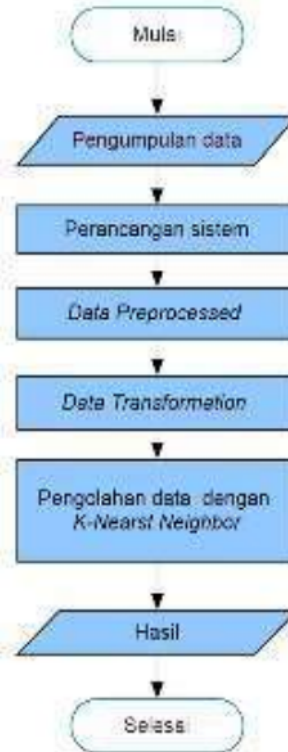 Mulai
Pengumpulan data
Perancangan sistem
Data Preprocessed
Data Transformation
Pengolahan data dengan
K-Nearst Neighbor
Hasil
Selesai